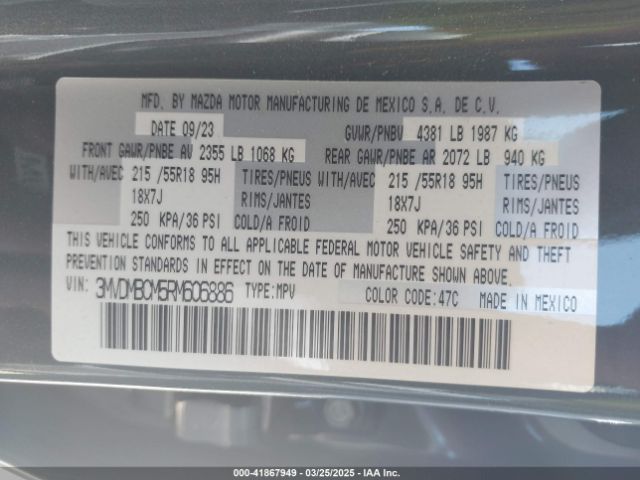 MFD. BY MAZDA MOTOR MANUFACTURING DE MEXICO S.A. DE C.V.
DATE 09/23 GVWR/PNBV 4381 LB 1987 KG
FRONT GAWR/PNBE AV 2355 LB 1068 KG REAR GAWR/PNBE AR 2072 LB 940 KG
WITH/AVEC 215 /55R18 95H TIRES/PNEUS WITH/AVEC 215 /55R18 95H TIRES/PNEUS
18X7J RIMS/JANTES 18X7J RIMS/JANTES
250 KPA/36 PSI COLD/A FROID 250 KPA/36 PSI COLD/A FROID
THIS VEHICLE CONFORMS TO ALL APPLICABLE FEDERAL MOTOR VEHICLE SAFETY AND THEFT
PREVENTION STANDARDS IN EFFECT ON THE DATE OF MANUFACTURE SHOWN ABOVE.
VIN: 3MVDMBCM5RM606886 TYPE:MPV COLOR CODE:47C MADE IN MEXICO
000-41867949 | 03/25/2025 | IAA, Inc.